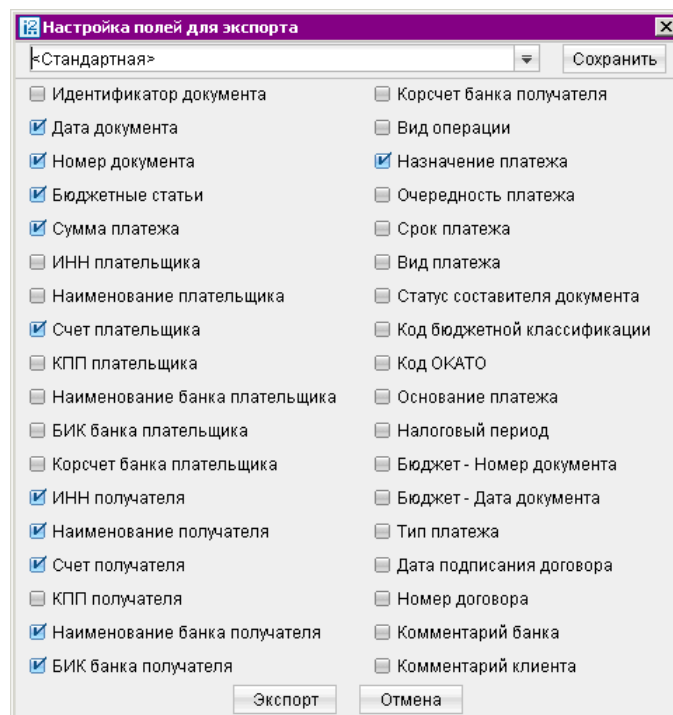 Настройка полей для экспорта
<Стандартная>
Сохранить
Идентификатор документа
Дата документа
Номер документа
Бюджетные статьи
Сумма платежа
ИНН плательщика
Наименование плательщика
Счет плательщика
КПП плательщика
Наименование банка плательщика
БИК банка плательщика
Корсчет банка плательщика
ИНН получателя
Наименование получателя
Счет получателя
КПП получателя
Наименование банка получателя
БИК банка получателя
Корсчет банка получателя
Вид операции
Назначение платежа
Очередность платежа
Срок платежа
Вид платежа
Статус составителя документа
Код бюджетной классификации
Код ОКАТО
Основание платежа
Налоговый период
Бюджет - Номер документа
Бюджет - Дата документа
Тип платежа
Дата подписания договора
Номер договора
Комментарий банка
Комментарий клиента
Экспорт
Отмена